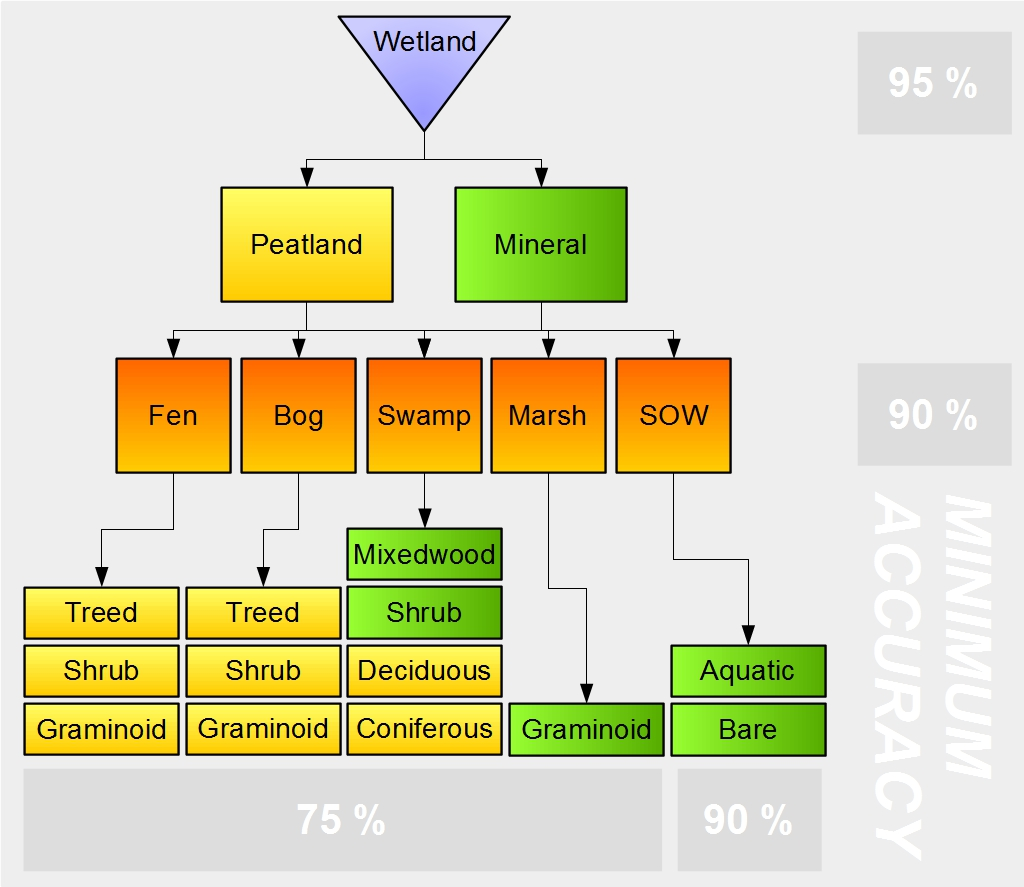 Wetland
95 %
Peatland
Mineral
Fen
Bog
Swamp
Marsh
SOW
90 %
Mixedwood
Treed
Treed
Shrub
Shrub
Shrub
Deciduous
Aquatic
Graminoid
Graminoid
Coniferous
Graminoid
Bare
75 %
90 %
MINIMUM
ACCURACY